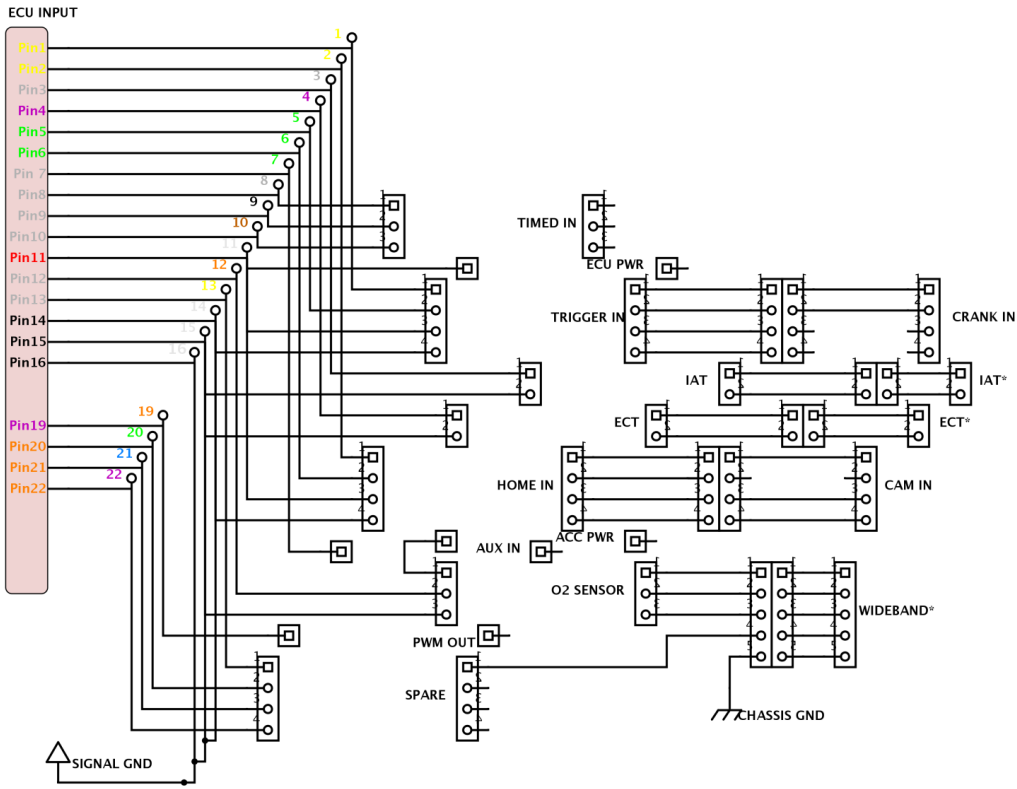 ECU INPUT
Pin1
Pin2
Pin3
Pin4
Pin5
Pin6
Pin 7
Pin8
Pin9
Pin10
Pin11
Pin12
Pin13
Pin14
Pin15
Pin16
Pin19
Pin20
Pin21
Pin22
1
2
3
4
5
6
7
8
9
10
11
12
13
14
15
16
19
20
21
22
TIMED IN
ECU PWR
TRIGGER IN
CRANK IN
IAT
IAT*
ECT
ECT*
HOME IN
CAM IN
AUX IN
ACC PWR
O2 SENSOR
WIDEBAND*
PWM OUT
SPARE
CHASSIS GND
SIGNAL GND